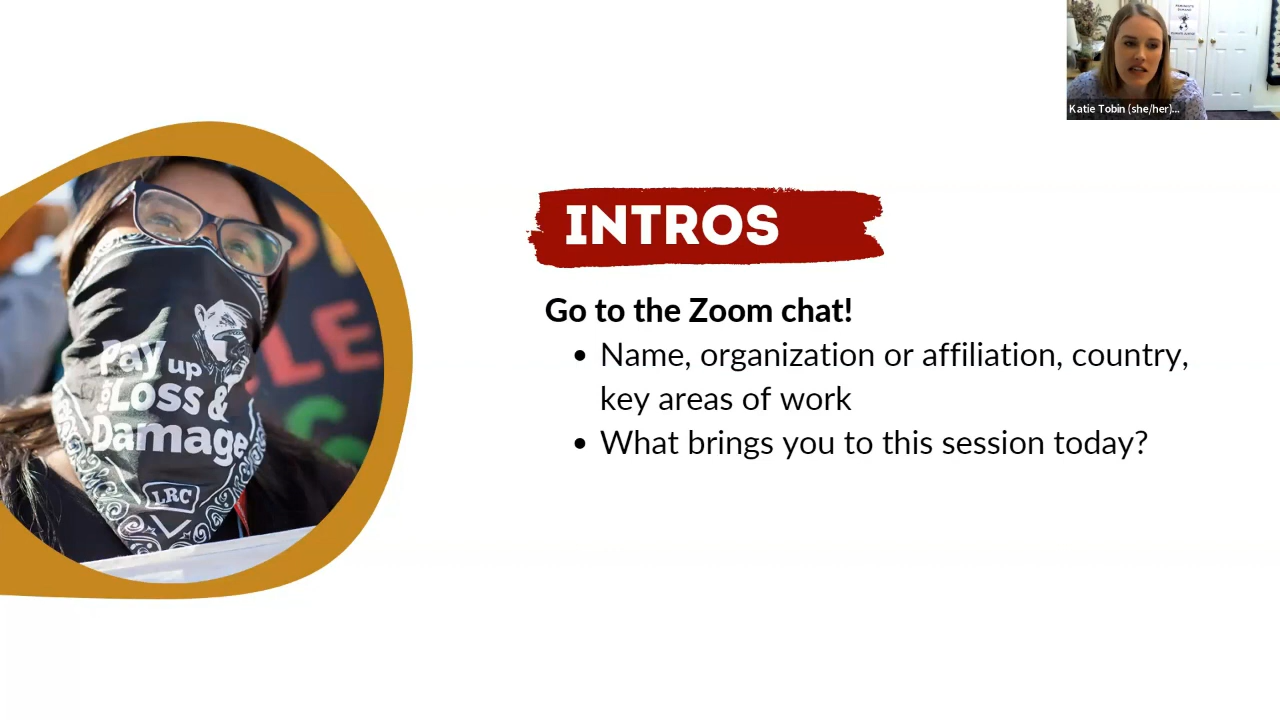 Katie Tobin (she/her)...
INTROS
Go to the Zoom chat!
• Name, organization or affiliation, country,
key areas of work
• What brings you to this session today?
Pay up
for Loss &
Damage
LRC